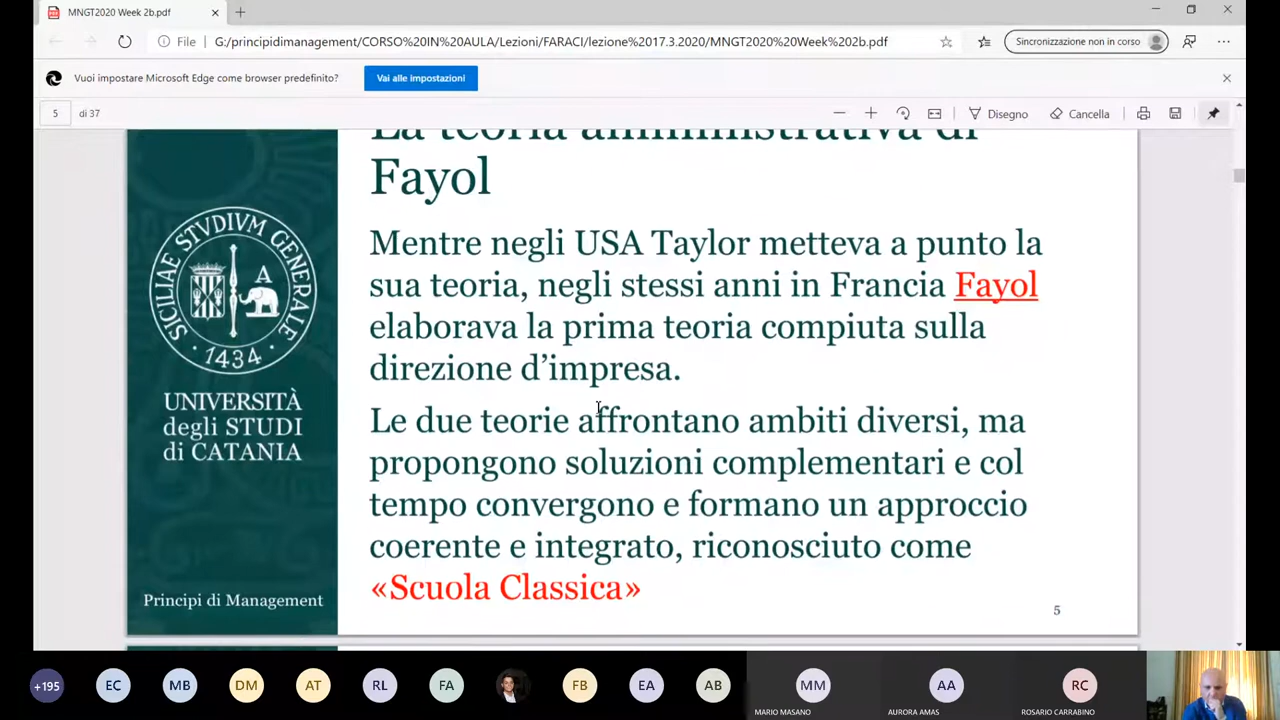 MNGT2020 Week 2b.pdf
File G:/principidimanagement/CORSO%20IN%20AULA/Lezioni/FARACI/lezione%2017.3.2020/MNGT2020%20Week%202b.pdf
Sincronizzazione non in corso
Vuoi impostare Microsoft Edge come browser predefinito?
Vai alle impostazioni
5 di 37
Disegno
Cancella
La teoria amministrativa di
Fayol
Mentre negli USA Taylor metteva a punto la
sua teoria, negli stessi anni in Francia Fayol
elaborava la prima teoria compiuta sulla
direzione d’impresa.
Le due teorie affrontano ambiti diversi, ma
propongono soluzioni complementari e col
tempo convergono e formano un approccio
coerente e integrato, riconosciuto come
«Scuola Classica»
5
SICILIAE STVDIVM GENERALE
A
1434
UNIVERSITÀ
degli STUDI
di CATANIA
Principi di Management
+195 EC MB DM AT RL FA FB EA AB MM AA RC
MARIO MASANO
AURORA AMAS
ROSARIO CARRABINO